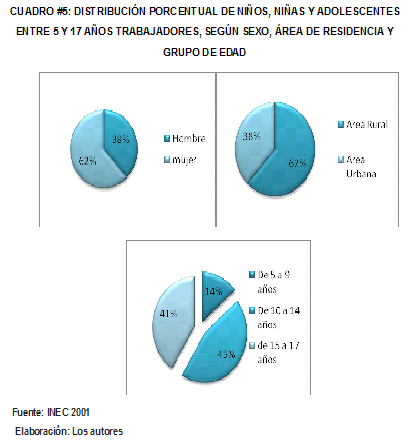 CUADRO #5: DISTRIBUCIÓN PORCENTUAL DE NIÑOS, NIÑAS Y ADOLESCENTES
ENTRE 5 Y 17 AÑOS TRABAJADORES, SEGÚN SEXO, ÁREA DE RESIDENCIA Y
GRUPO DE EDAD
38%
62%
Hombre
mujer
38%
62%
Area Rural
Area
Urbana
14%
41%
45%
De 5 a 9
años
De 10 a 14
años
de 15 a 17
años
Fuente: INEC 2001
Elaboración: Los autores